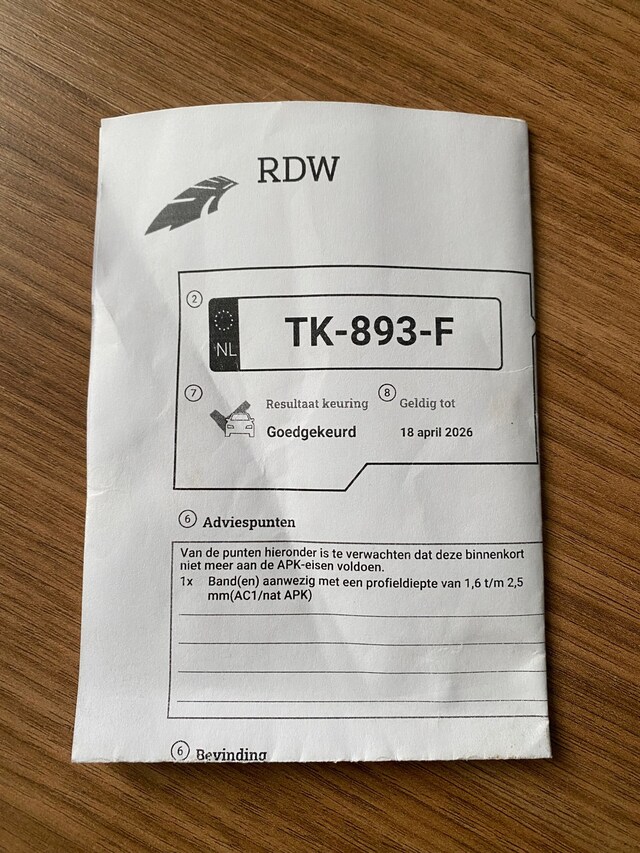 RDW
2
NL
TK-893-F
7
Resultaat keuring
Goedgekeurd
8
Geldig tot
18 april 2026
6 Adviespunten
Van de punten hieronder is te verwachten dat deze binnenkort
niet meer aan de APK-eisen voldoen.
1x Band(en) aanwezig met een profieldiepte van 1,6 t/m 2,5
mm(AC1/nat APK)
6 Bevinding